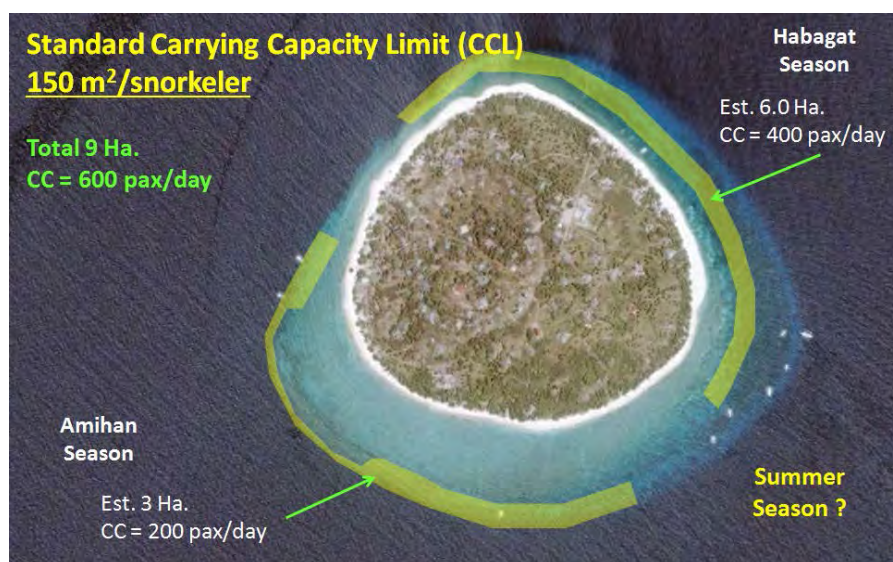 Standard Carrying Capacity Limit (CCL)
150 m²/snorkeler
Total 9 Ha.
CC = 600 pax/day
Habagat
Season
Est. 6.0 Ha.
CC = 400 pax/day
Amihan
Season
Est. 3 Ha.
CC = 200 pax/day
Summer
Season ?